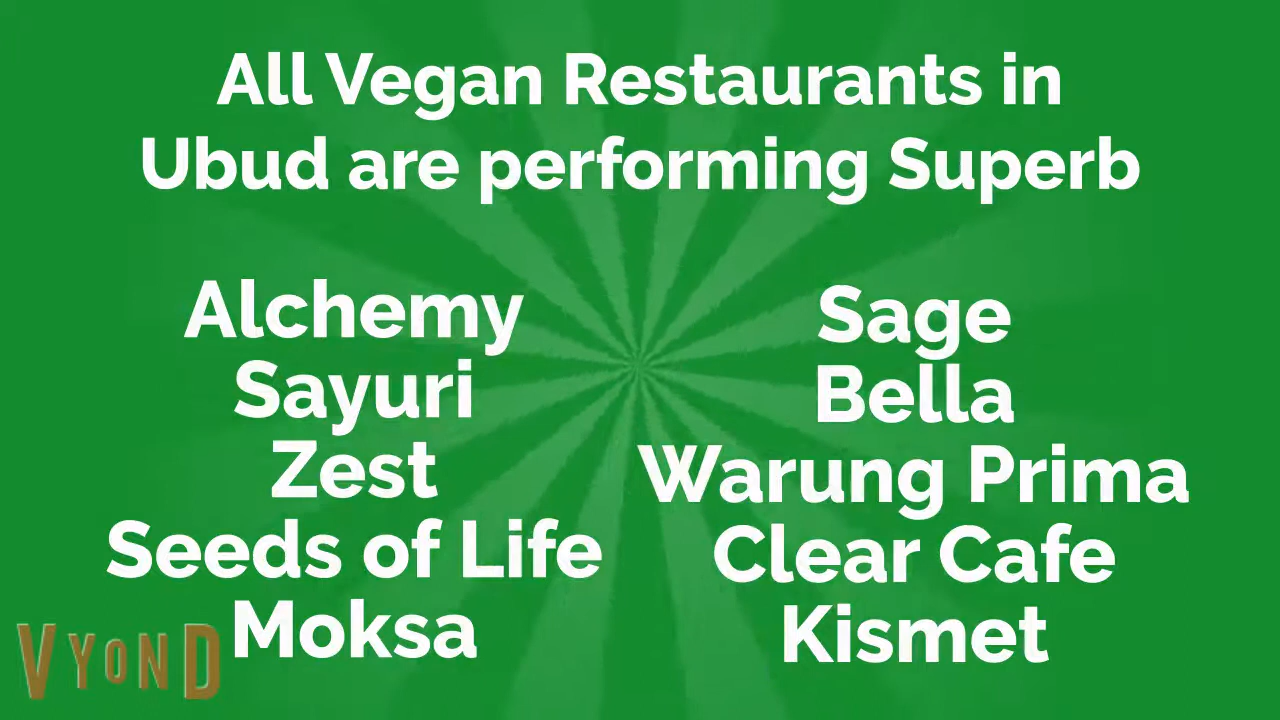 All Vegan Restaurants in
Ubud are performing Superb
Alchemy
Sayuri
Zest
Seeds of Life
Moksa
Sage
Bella
Warung Prima
Clear Cafe
Kismet
VYOND